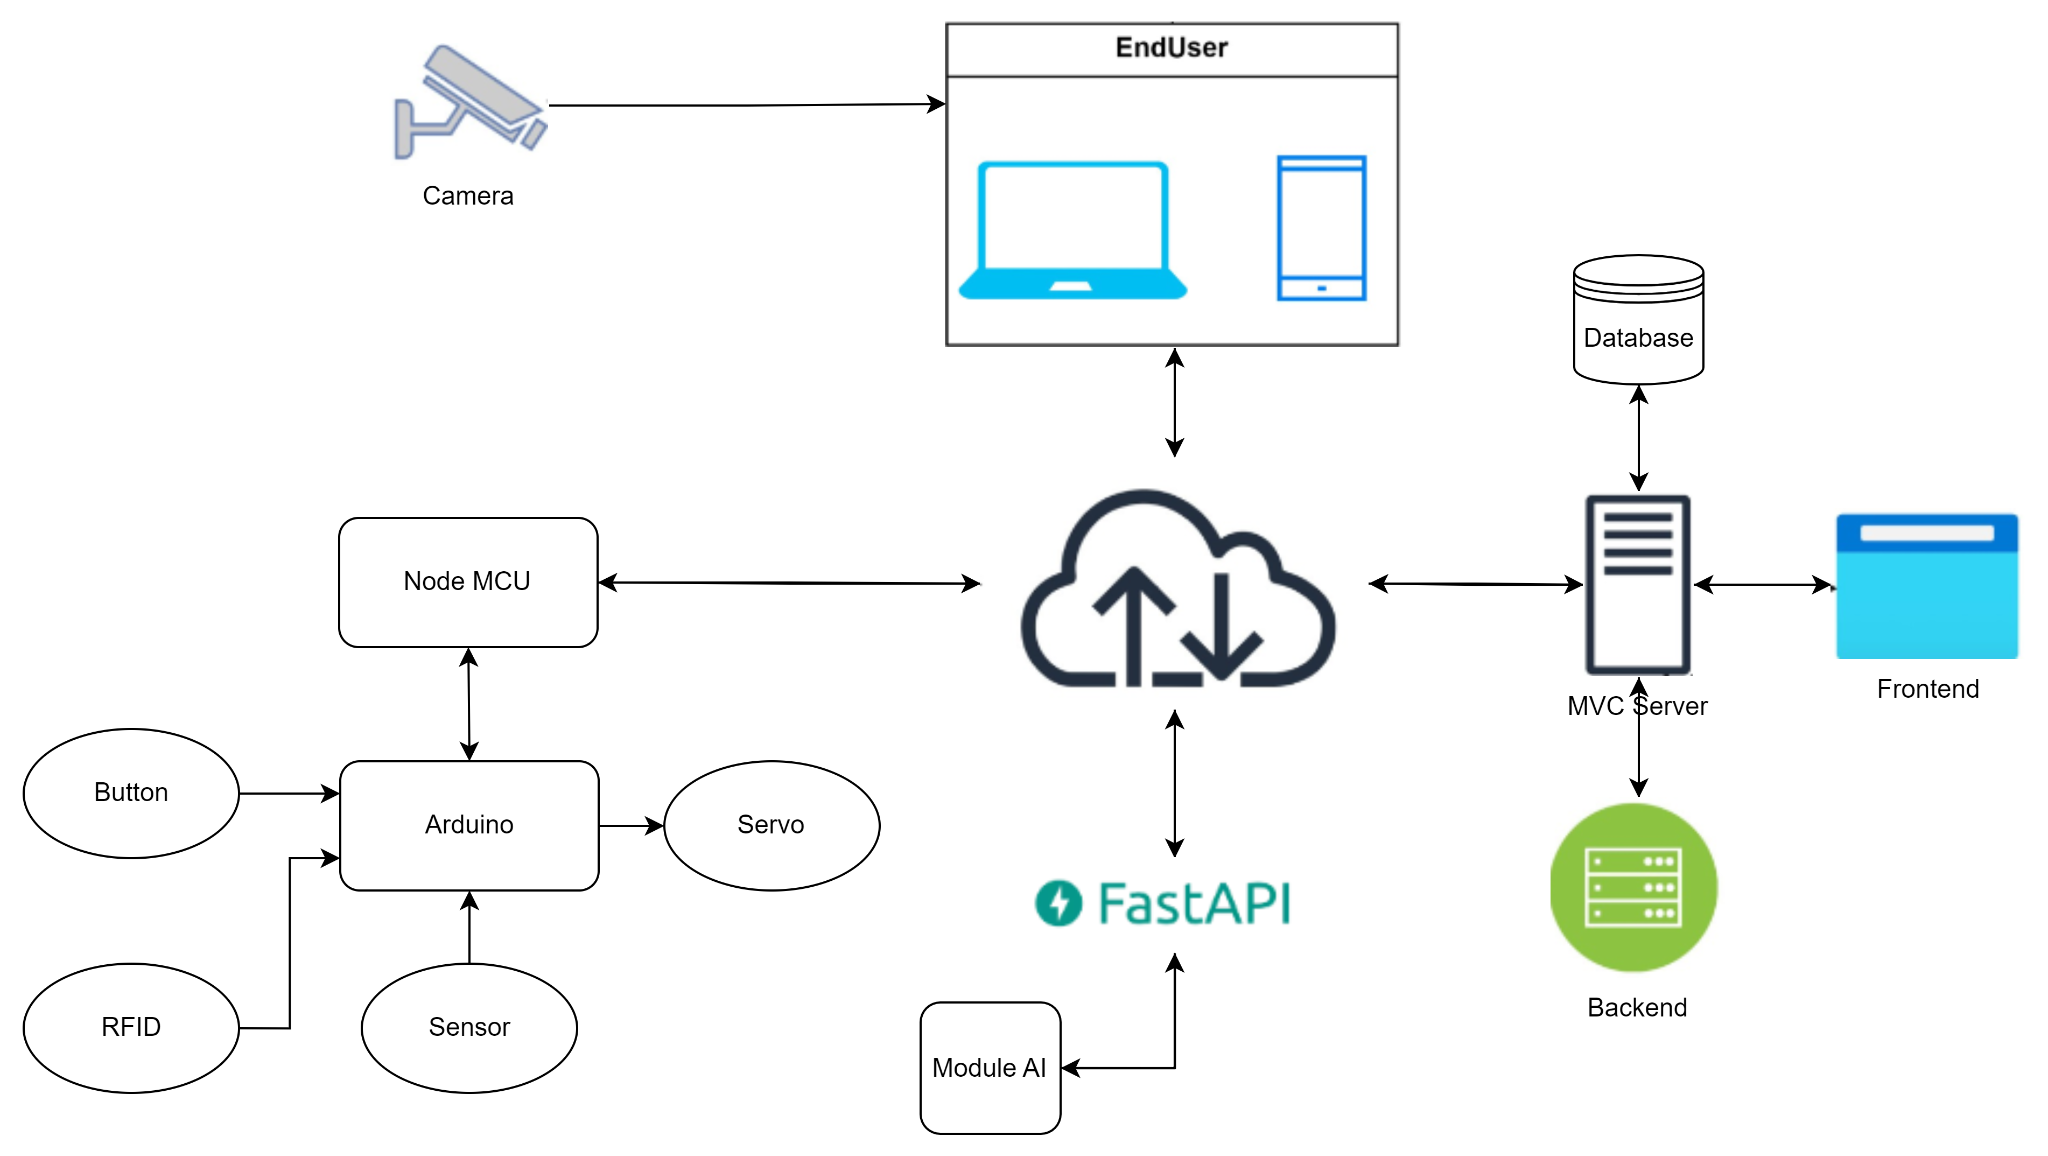 EndUser
Camera
Database
Node MCU
MVC Server
Frontend
Button
Arduino
Servo
FastAPI
RFID
Sensor
Module AI
Backend